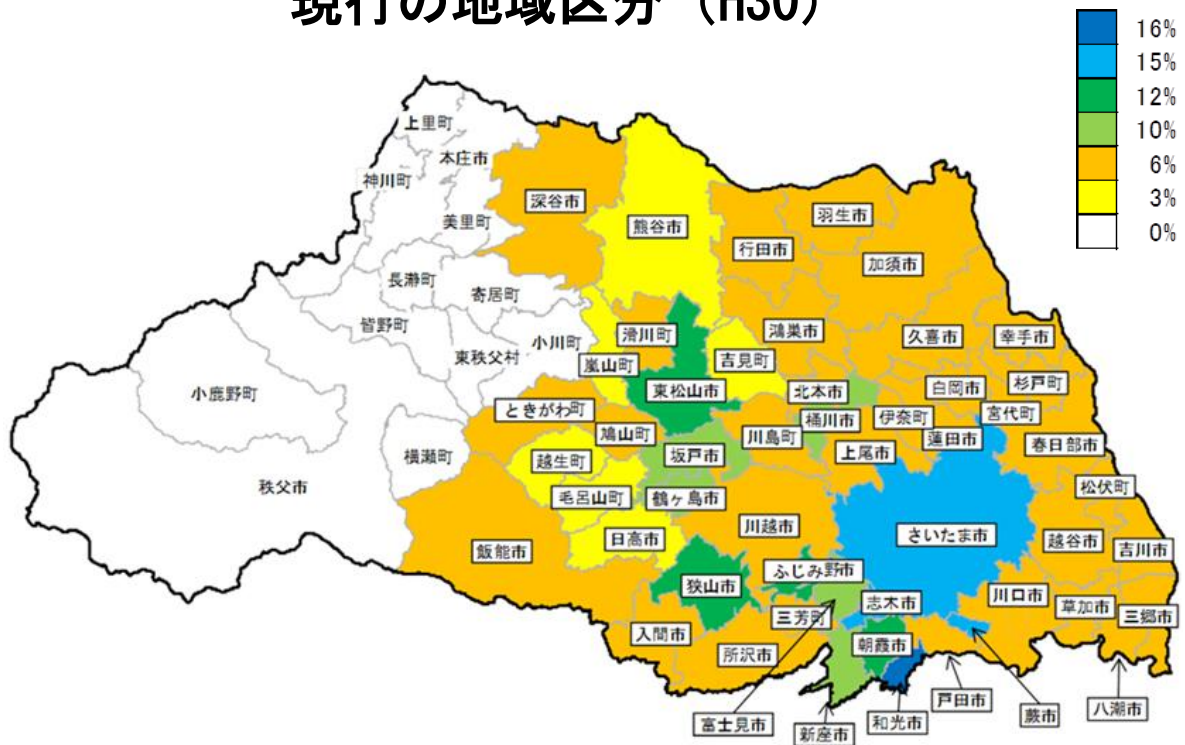 現行の地域区分（H30）
16%
15%
12%
10%
6%
3%
0%
上里町
本庄市
神川町
美里町
深谷市
熊谷市
行田市
羽生市
加須市
長瀞町
寄居町
皆野町
東秩父村
小川町
嵐山町
滑川町
吉見町
鴻巣市
久喜市
幸手市
小鹿野町
東松山市
北本市
白岡市
杉戸町
ときがわ町
鳩山町
川島町
桶川市
伊奈町
宮代町
蓮田市
春日部市
横瀬町
秩父市
越生町
坂戸市
上尾市
毛呂山町
鶴ヶ島市
松伏町
飯能市
日高市
川越市
さいたま市
越谷市
吉川市
狭山市
ふじみ野市
志木市
川口市
草加市
三郷市
入間市
所沢市
三芳町
朝霞市
富士見市
新座市
和光市
戸田市
蕨市
八潮市